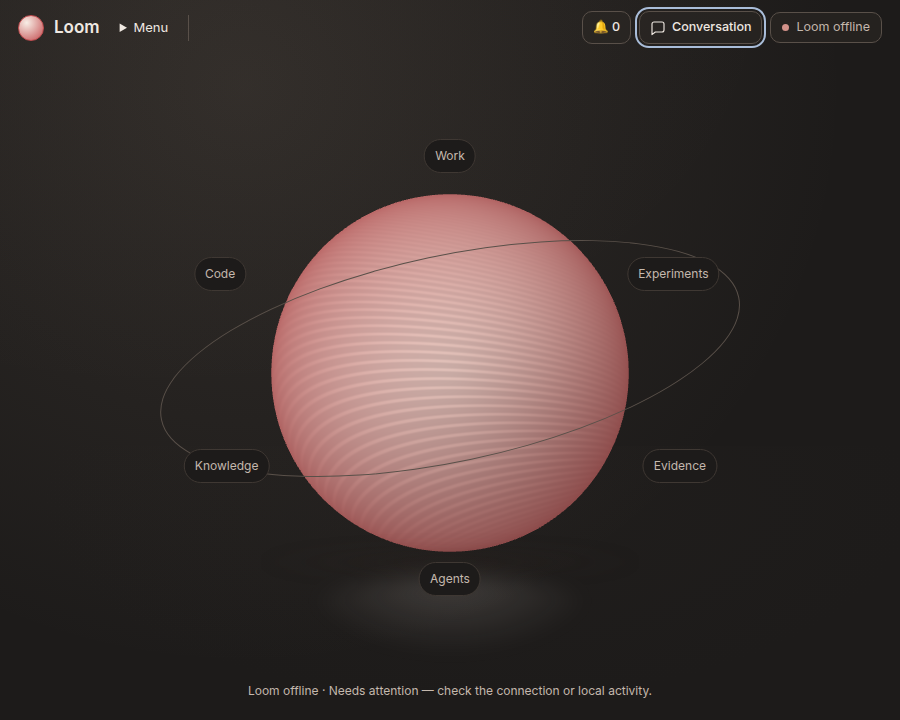 Loom
Menu
0
Conversation
Loom offline
Work
Code
Experiments
Knowledge
Evidence
Agents
Loom offline · Needs attention — check the connection or local activity.